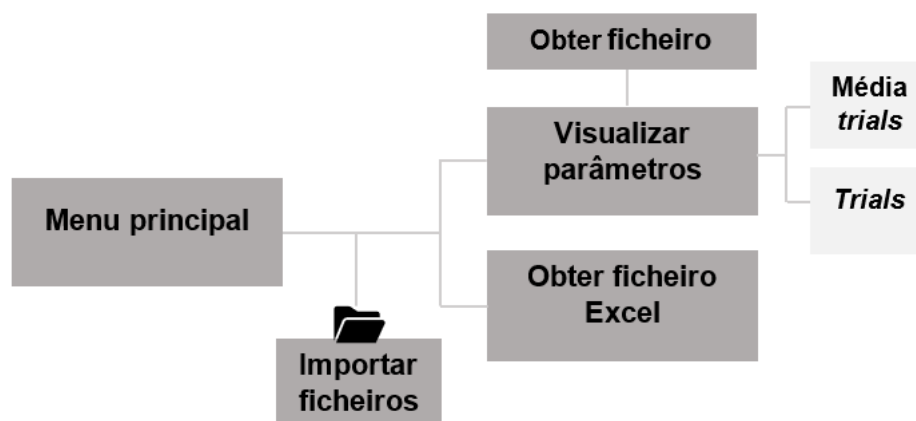 Obter ficheiro
Média
trials
Visualizar
parâmetros
Menu principal
Trials
Obter ficheiro
Excel
Importar
ficheiros